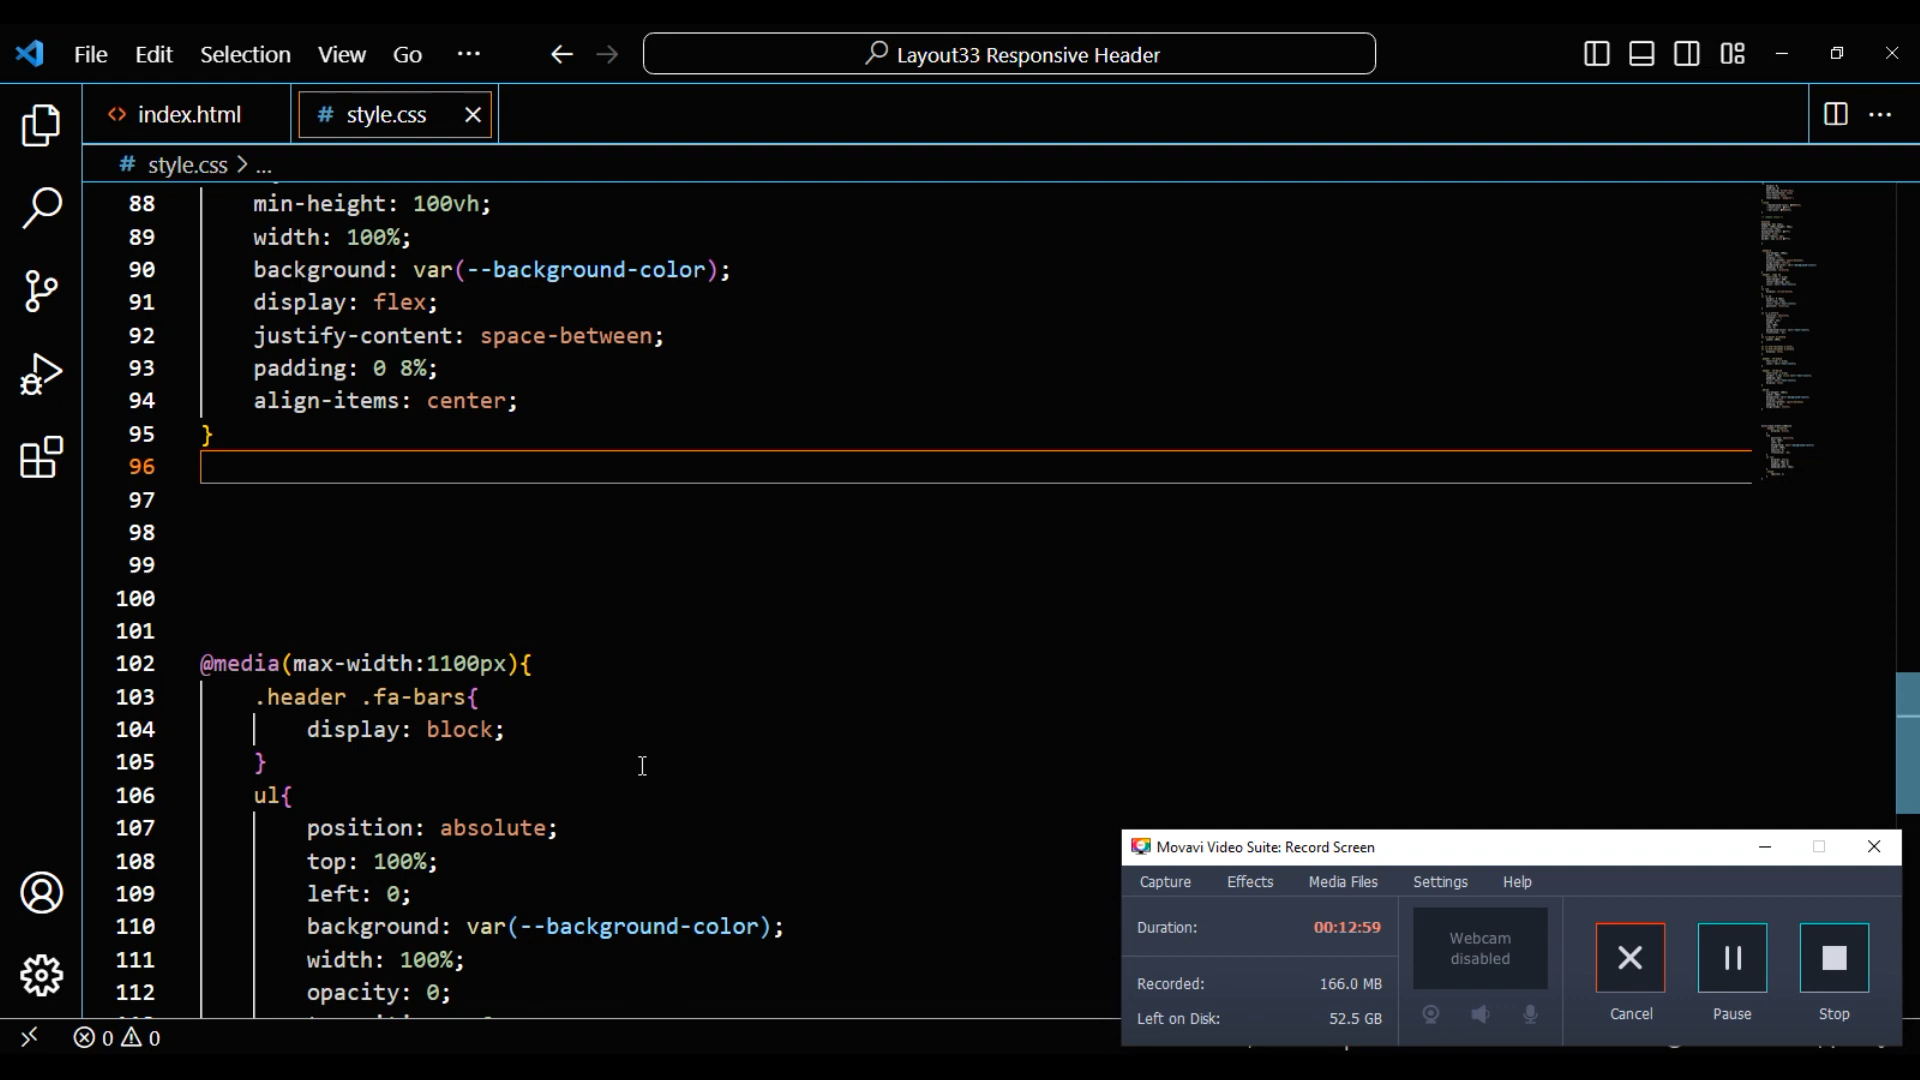 File Edit Selection View Go ··· Layout33 Responsive Header
index.html
# style.css
# style.css > ...
88 min-height: 100vh;
89 width: 100%;
90 background: var(--background-color);
91 display: flex;
92 justify-content: space-between;
93 padding: 0 8%;
94 align-items: center;
95 }
96
97
98
99
100
101
102 @media(max-width:1100px){
103 .header .fa-bars{
104 display: block;
105 }
106 ul{
107 position: absolute;
108 top: 100%;
109 left: 0;
110 background: var(--background-color);
111 width: 100%;
112 opacity: 0;
0 0
Movavi Video Suite: Record Screen
Capture Effects Media Files Settings Help
Duration: 00:12:59
Recorded: 166.0 MB
Left on Disk: 52.5 GB
Webcam
disabled
Cancel Pause Stop